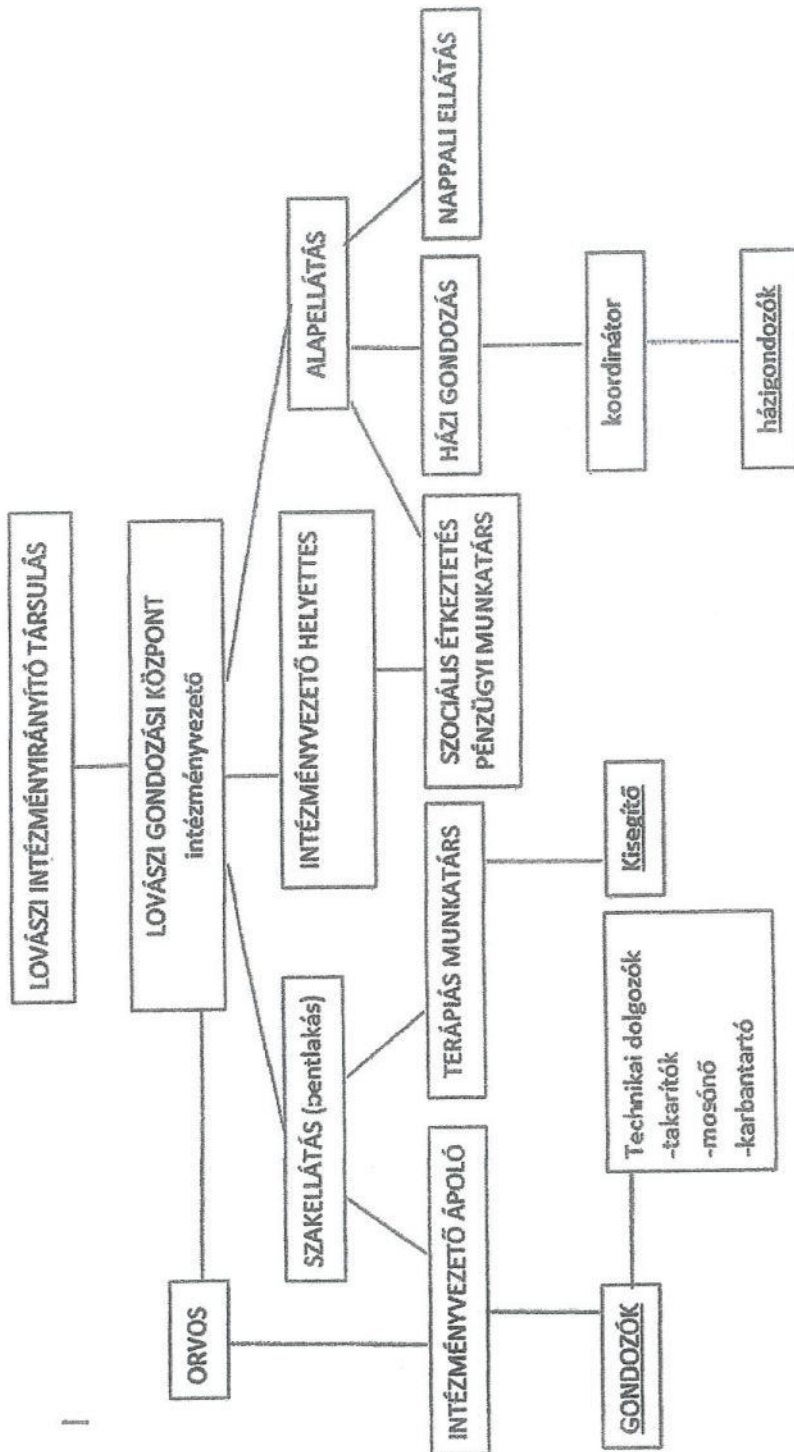 LOVÁSZI INTÉZMÉNYIRÁNYÍTÓ TÁRSULÁS
LOVÁSZI GONDOZÁSI KÖZPONT
intézményvezető
ORVOS
SZAKELLÁTÁS (bentlakás)
INTÉZMÉNYVEZETŐ HELYETTES
ALAPELLÁTÁS
INTÉZMÉNYVEZETŐ ÁPOLÓ
TERÁPIÁS MUNKATÁRS
SZOCIÁLIS ÉTKEZTETÉS
PÉNZÜGYI MUNKATÁRS
HÁZI GONDOZÁS
NAPPALI ELLÁTÁS
GONDOZÓK
Technikai dolgozók
-takarítók
-mosónő
-karbantartó
Kisegítő
koordinátor
házigondozók